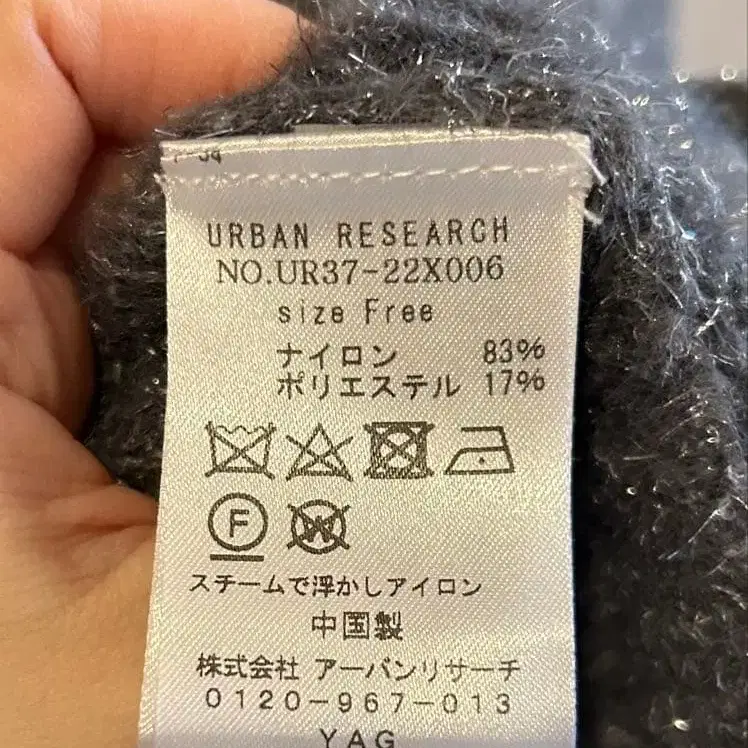 URBAN RESEARCH
NO.UR37-22X006
size Free
ナイロン 83%
ポリエステル 17%
F W
スチームで浮かしアイロン
中国製
株式会社 アーバンリサーチ
0120-967-013
YAG